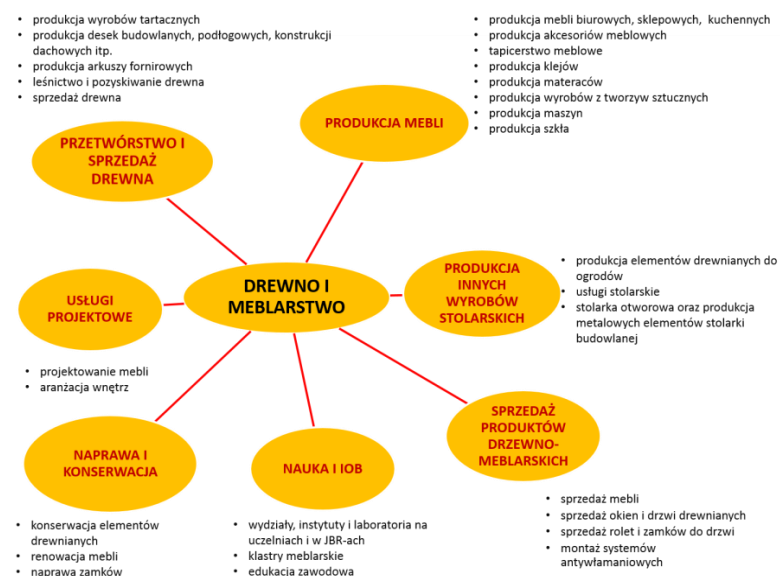 • produkcja wyrobów tartacznych
• produkcja desek budowlanych, podłogowych, konstrukcji
dachowych itp.
• produkcja arkuszy fornirowych
• leśnictwo i pozyskiwanie drewna
• sprzedaż drewna
PRZETWÓRSTWO I
SPRZEDAŻ
DREWNA
• produkcja mebli biurowych, sklepowych, kuchennych
• produkcja akcesoriów meblowych
• tapicerstwo meblowe
• produkcja klejów
• produkcja materaców
• produkcja wyrobów z tworzyw sztucznych
• produkcja maszyn
• produkcja szkła
PRODUKCJA MEBLI
DREWNO I
MEBLARSTWO
PRODUKCJA
INNYCH
WYROBÓW
STOLARSKICH
• produkcja elementów drewnianych do
ogrodów
• usługi stolarskie
• stolarka otworowa oraz produkcja
metalowych elementów stolarki
budowlanej
USŁUGI
PROJEKTOWE
• projektowanie mebli
• aranżacja wnętrz
NAPRAWA I
KONSERWACJA
• konserwacja elementów
drewnianych
• renowacja mebli
• naprawa zamków
NAUKA I IOB
• wydziały, instytuty i laboratoria na
uczelniach i w JBR-ach
• klastry meblarskie
• edukacja zawodowa
SPRZEDAŻ
PRODUKTÓW
DRZEWNO-
MEBLARSKICH
• sprzedaż mebli
• sprzedaż okien i drzwi drewnianych
• sprzedaż rolet i zamków do drzwi
• montaż systemów
antywłamaniowych